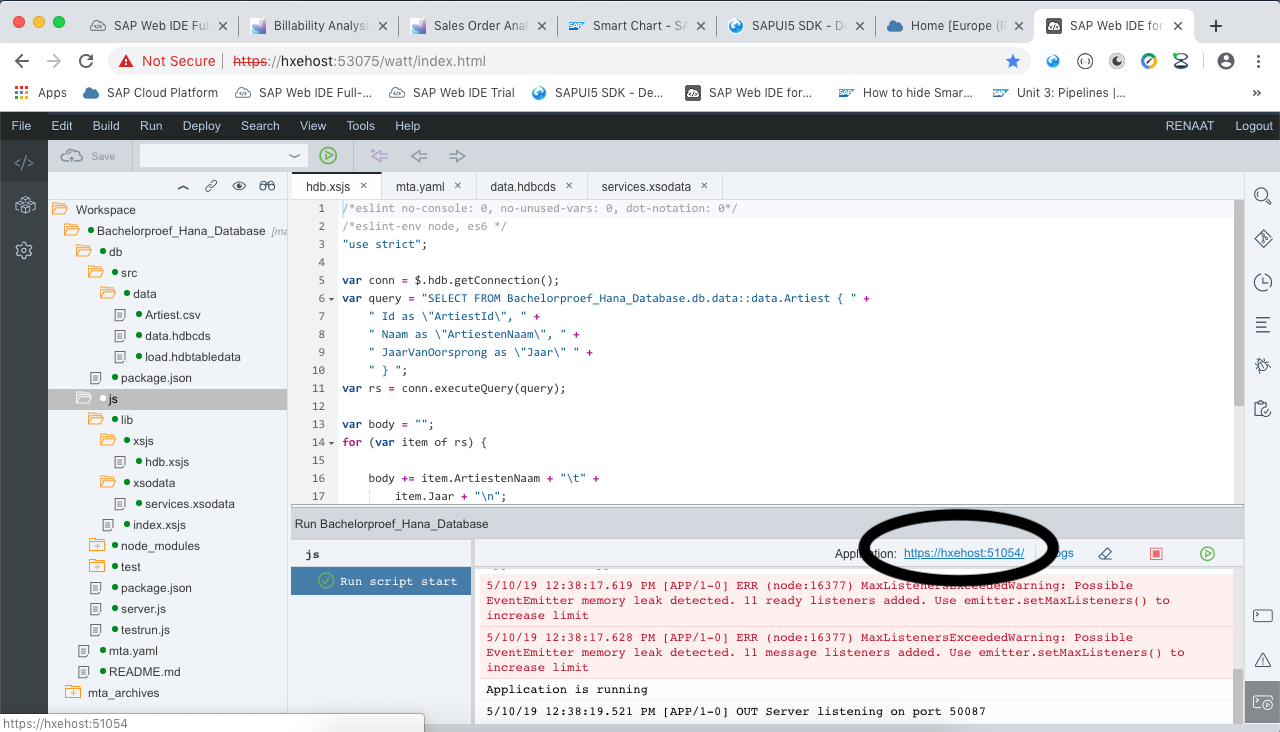 SAP Web IDE Ful
Billability Analysis
Sales Order Anal
Smart Chart - SA
SAPUI5 SDK - De
Home [Europe (R
SAP Web IDE for
Not Secure https://hxehost:53075/watt/index.html
Apps SAP Cloud Platform SAP Web IDE Full-... SAP Web IDE Trial SAPUI5 SDK - De... SAP Web IDE for... How to hide Smar... Unit 3: Pipelines |... »
File Edit Build Run Deploy Search View Tools Help RENAAT Logout
Save
hdb.xsjs × mta.yaml × data.hdbcds × services.xsodata ×
Workspace
Bachelorproef_Hana_Database [ma
db
src
data
Artiest.csv
data.hdbcds
load.hdbtabledata
package.json
js
lib
xsjs
hdb.xsjs
xsodata
services.xsodata
index.xsjs
node_modules
test
package.json
server.js
testrun.js
mta.yaml
README.md
mta_archives
1 /*eslint no-console: 0, no-unused-vars: 0, dot-notation: 0*/
2 /*eslint-env node, es6 */
3 "use strict";
4
5 var conn = $.hdb.getConnection();
6 var query = "SELECT FROM Bachelorproef_Hana_Database.db.data::data.Artiest { " +
7 " Id as \"ArtiestId\", " +
8 " Naam as \"ArtiestenNaam\", " +
9 " JaarVanOorsprong as \"Jaar\" " +
10 " } ";
11 var rs = conn.executeQuery(query);
12
13 var body = "";
14 for (var item of rs) {
15
16 body += item.ArtiestenNaam + "\t" +
17 item.Jaar + "\n";
Run Bachelorproef_Hana_Database
js
Run script start
Application: https://hxehost:51054/ ogs
5/10/19 12:38:17.619 PM [APP/1-0] ERR (node:16377) MaxListenersExceededWarning: Possible
EventEmitter memory leak detected. 11 ready listeners added. Use emitter.setMaxListeners() to
increase limit
5/10/19 12:38:17.628 PM [APP/1-0] ERR (node:16377) MaxListenersExceededWarning: Possible
EventEmitter memory leak detected. 11 message listeners added. Use emitter.setMaxListeners() to
increase limit
Application is running
5/10/19 12:38:19.521 PM [APP/1-0] OUT Server listening on port 50087
https://hxehost:51054